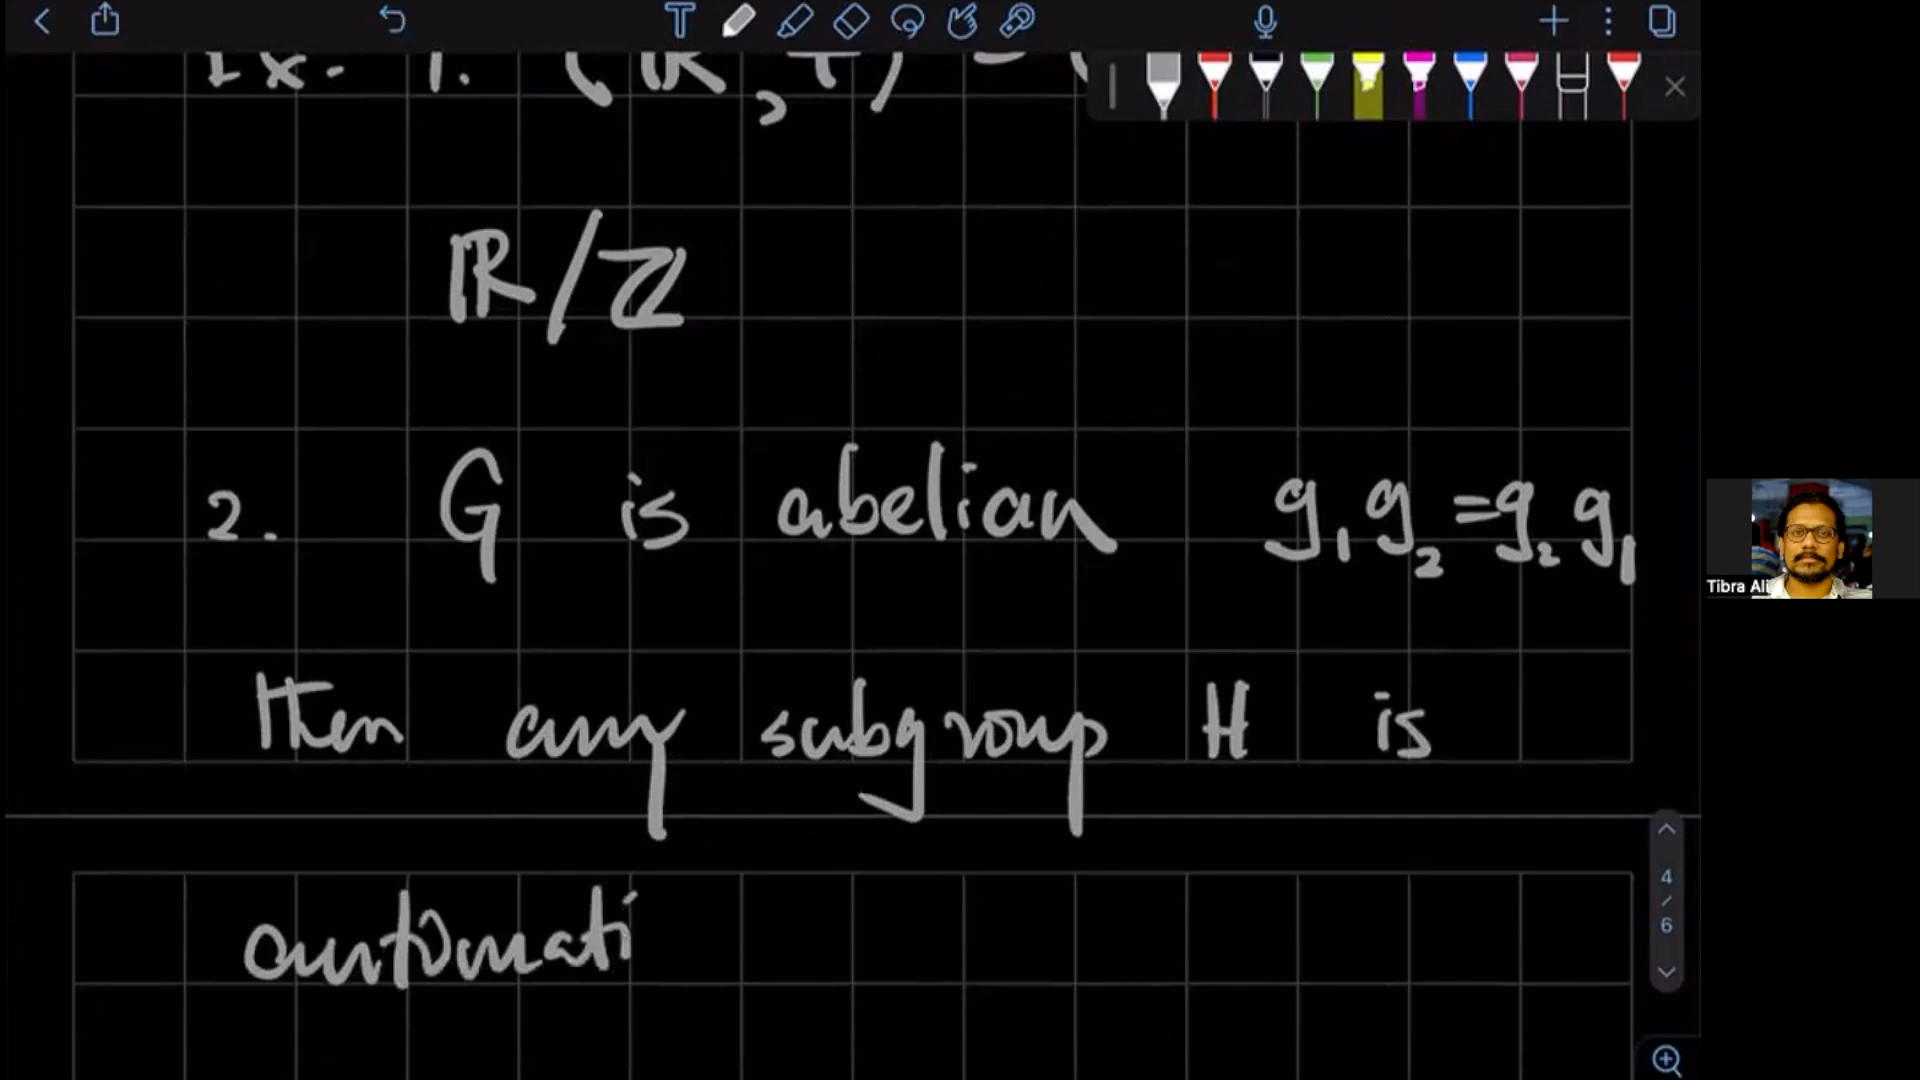 Ex. 1. (ℝ, +) = (
ℝ/ℤ
2. G is abelian g₁g₂=g₂g₁
then any subgroup H is
automati
4
/
6
Tibra Ali